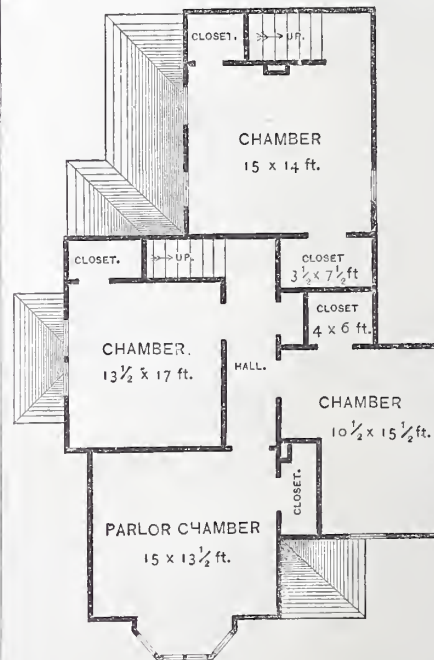 CLOSET.
UP.
CHAMBER
15 x 14 ft.
CLOSET.
UP.
CLOSET
3 1/2 x 7 1/2 ft
CLOSET
4 x 6 ft.
CHAMBER.
13 1/2 x 17 ft.
HALL.
CHAMBER
10 1/2 x 15 1/2 ft.
CLOSET.
PARLOR CHAMBER
15 x 13 1/2 ft.